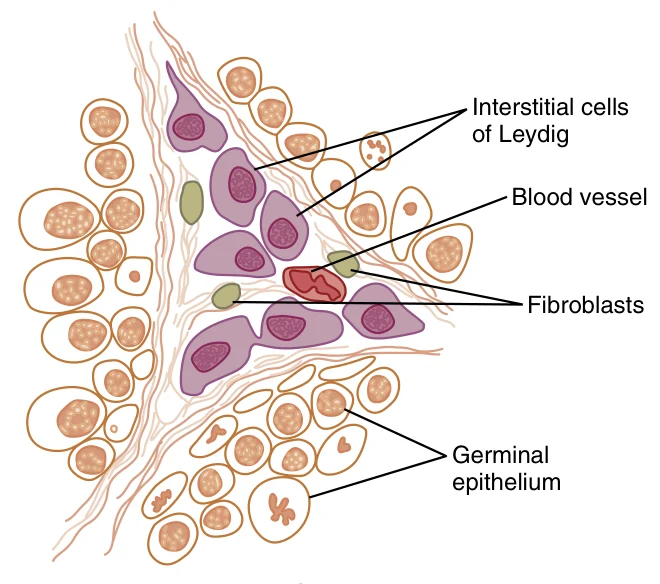 Interstitial cells
of Leydig
Blood vessel
Fibroblasts
Germinal
epithelium